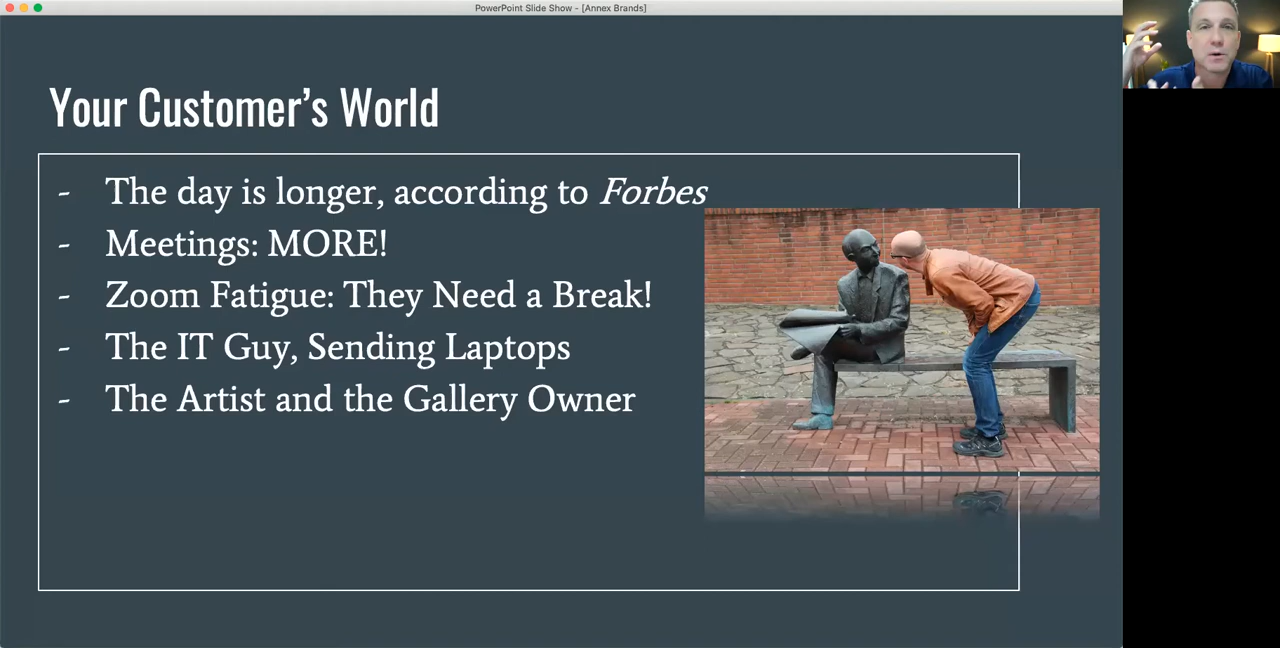 PowerPoint Slide Show - [Annex Brands]
Your Customer’s World
- The day is longer, according to Forbes
- Meetings: MORE!
- Zoom Fatigue: They Need a Break!
- The IT Guy, Sending Laptops
- The Artist and the Gallery Owner